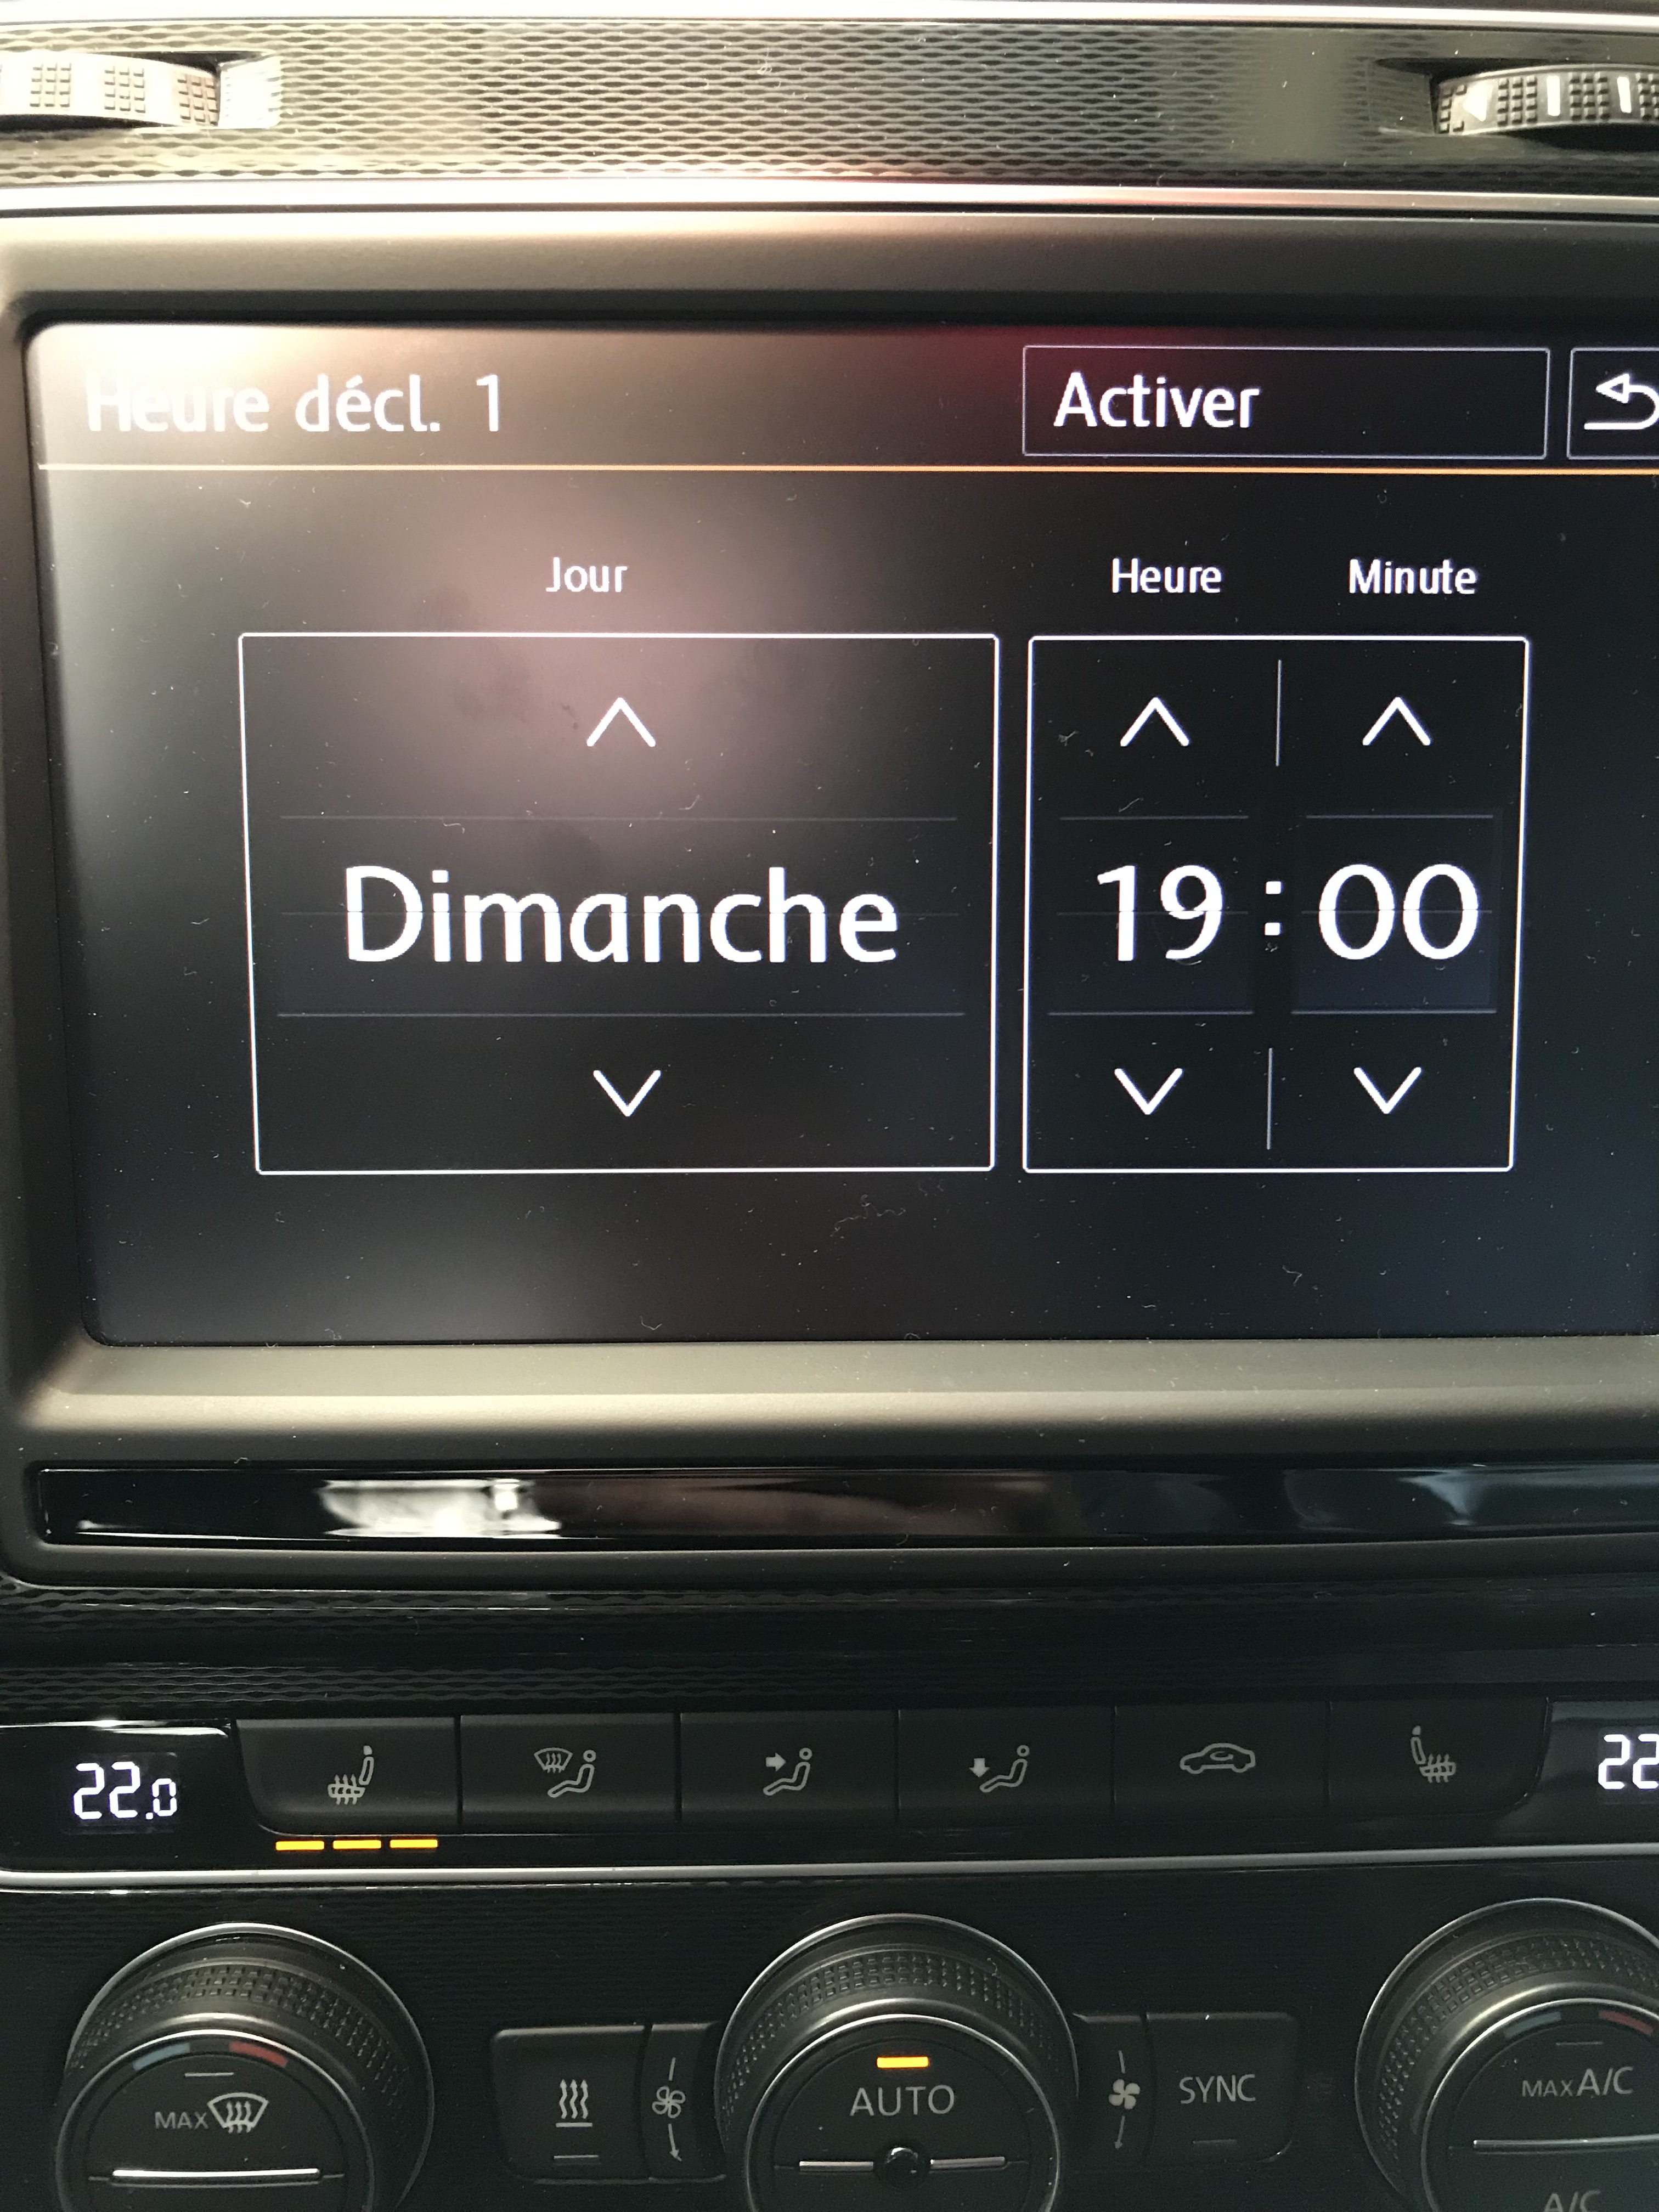 Heure décl. 1
Activer
Jour
Heure
Minute
Dimanche
19 : 00
22.0
22
MAX
AUTO
SYNC
MAX A/C
A/C